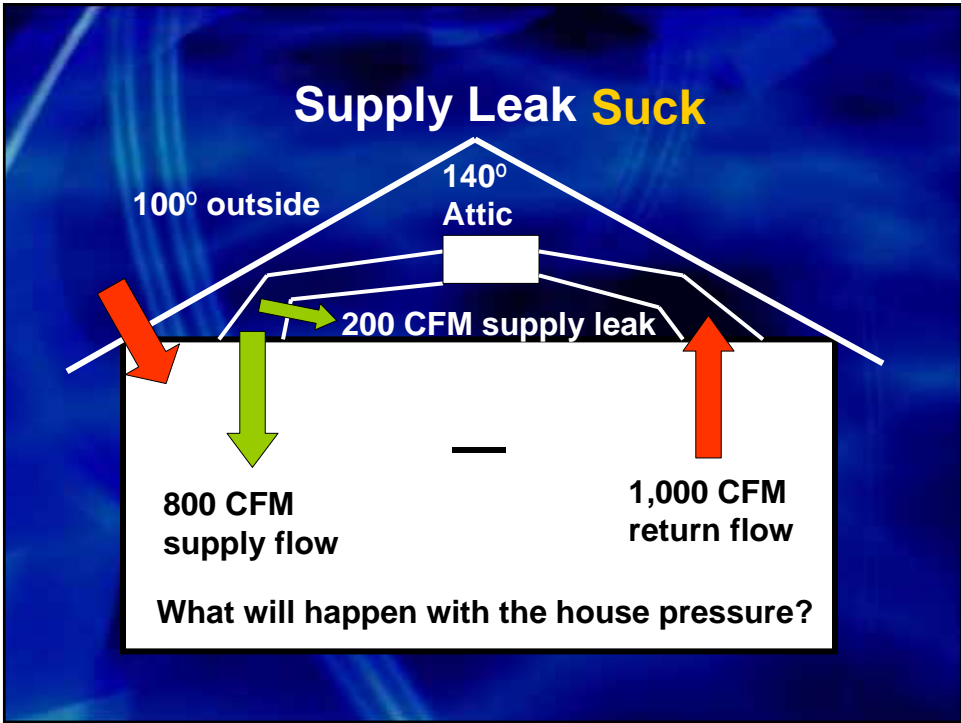 Supply Leak Suck
140⁰
Attic
100⁰ outside
200 CFM supply leak
800 CFM
supply flow
1,000 CFM
return flow
What will happen with the house pressure?